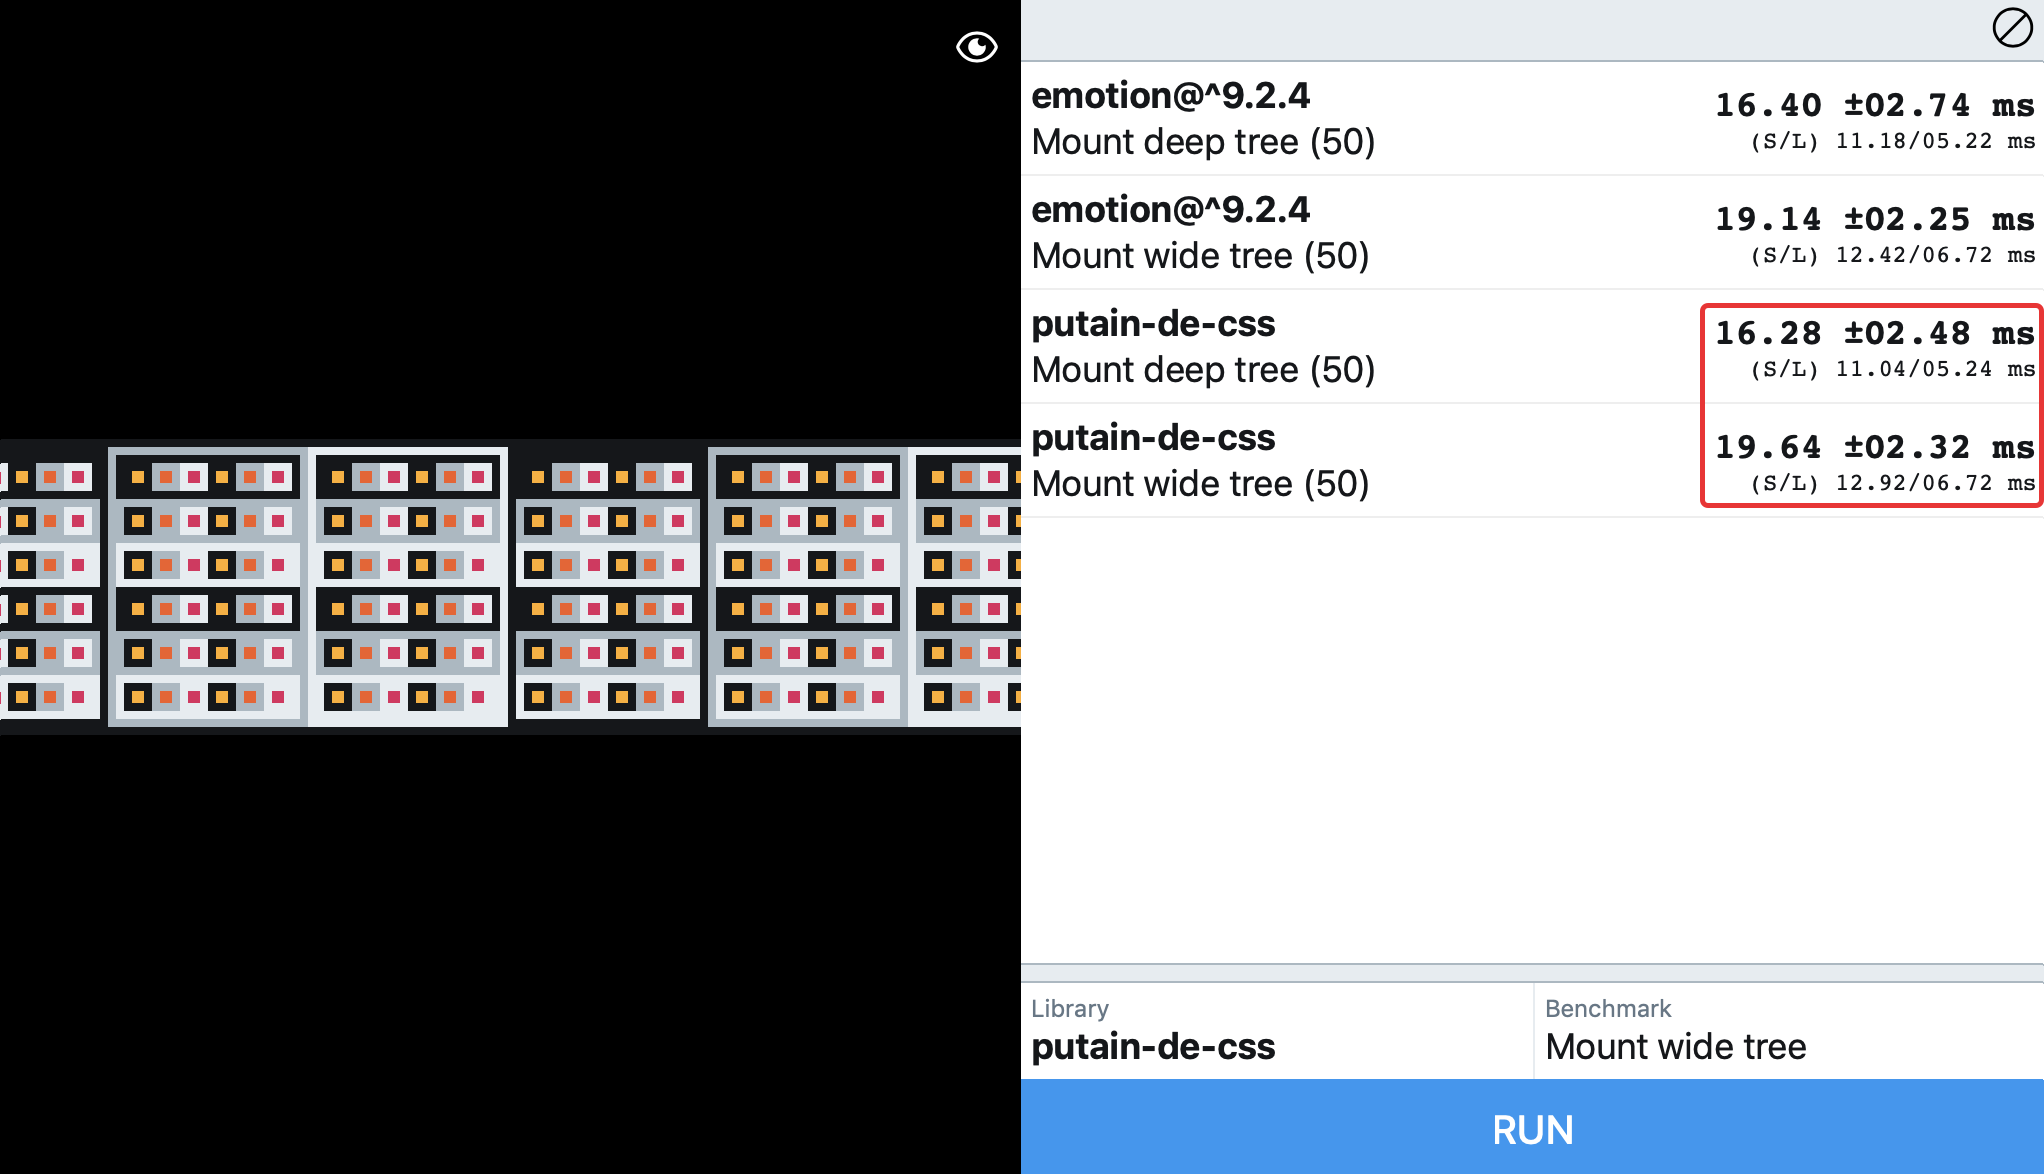 emotion@^9.2.4
16.40 ±02.74 ms
Mount deep tree (50)
(S/L) 11.18/05.22 ms
emotion@^9.2.4
19.14 ±02.25 ms
Mount wide tree (50)
(S/L) 12.42/06.72 ms
putain-de-css
16.28 ±02.48 ms
Mount deep tree (50)
(S/L) 11.04/05.24 ms
putain-de-css
19.64 ±02.32 ms
Mount wide tree (50)
(S/L) 12.92/06.72 ms
Library
putain-de-css
Benchmark
Mount wide tree
RUN